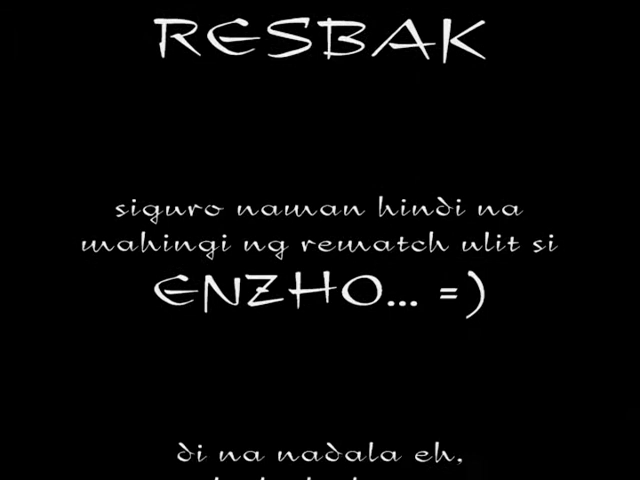 RESBAK
siguro naman hindi na
mahingi ng rematch ulit si
ENZHO... =)
di na nadala eh,